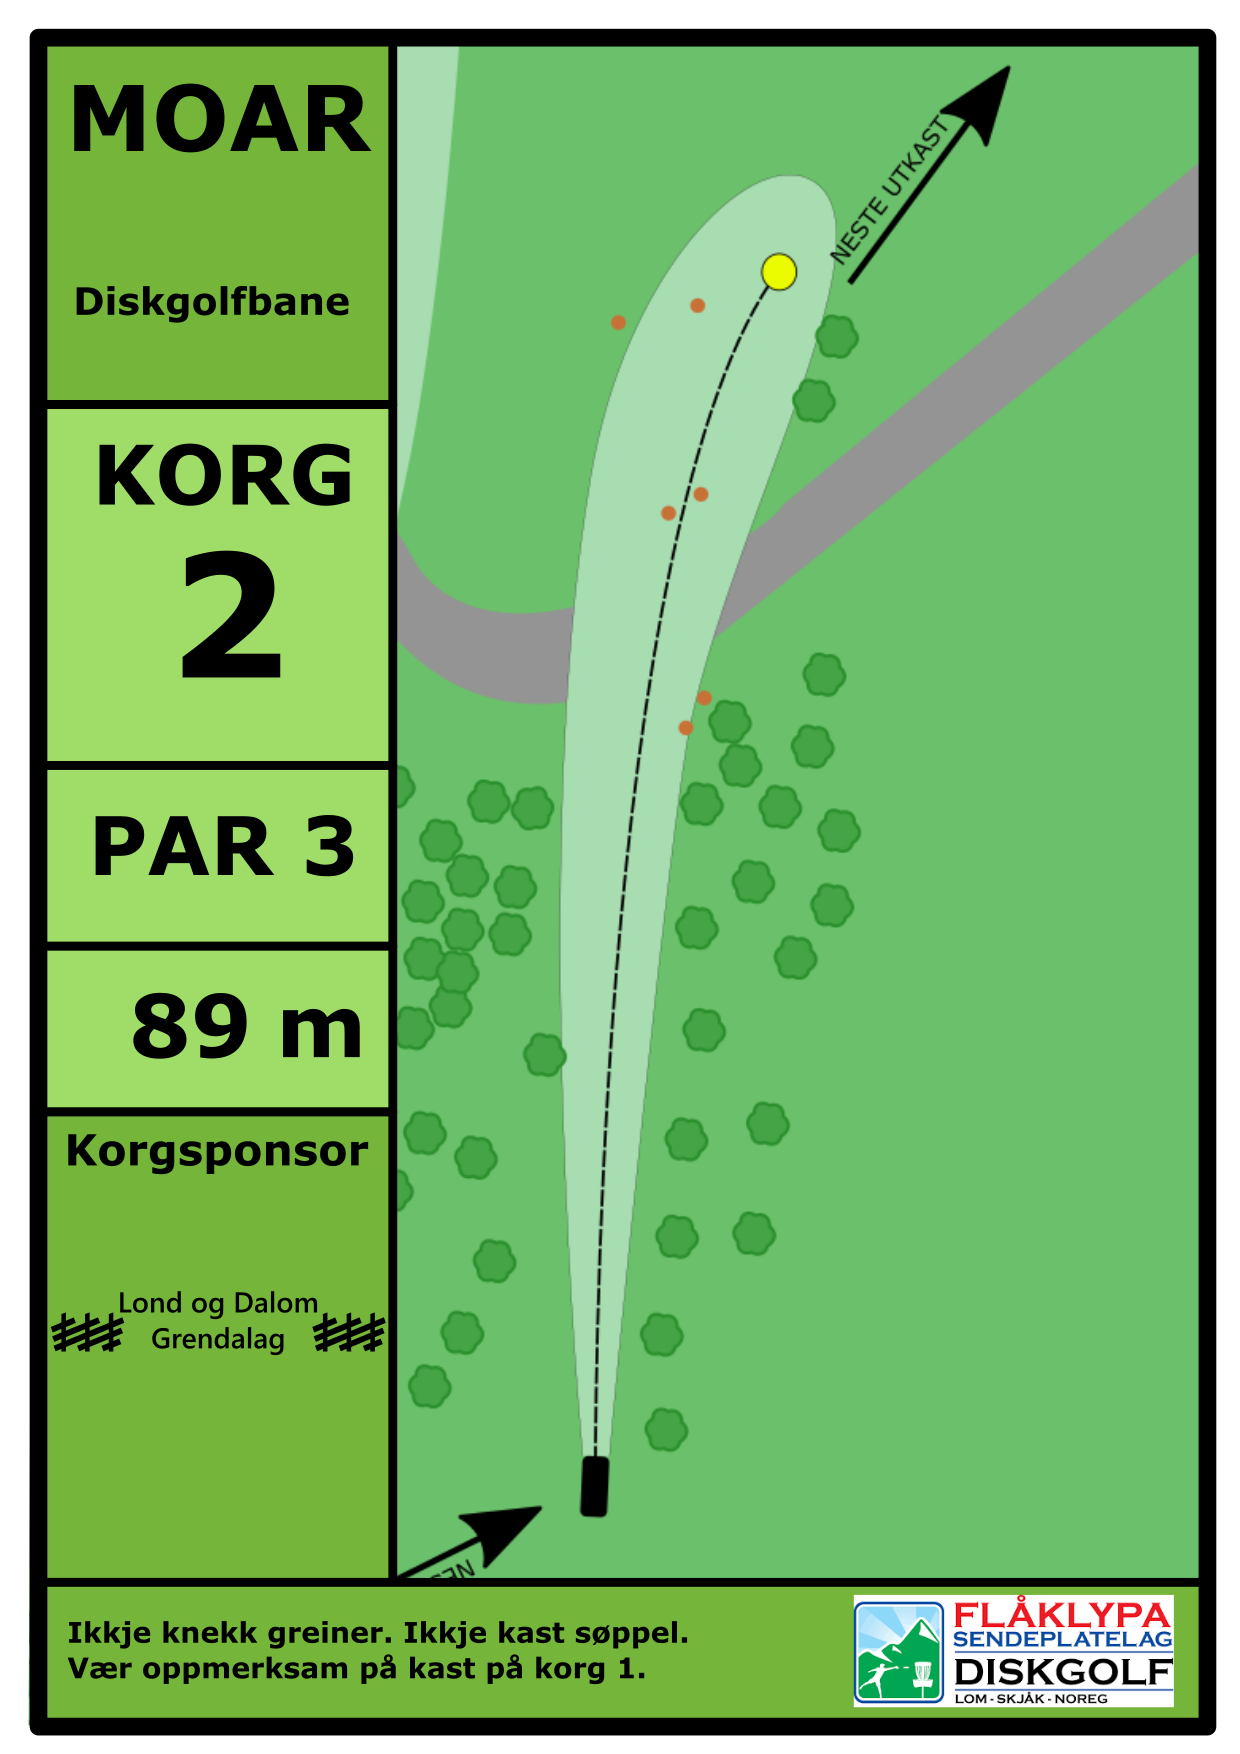 MOAR
Diskgolfbane
KORG
2
PAR 3
89 m
Korgsponsor
Lond og Dalom
Grendalag
NESTE UTKAST
NES
Ikkje knekk greiner. Ikkje kast søppel.
Vær oppmerksam på kast på korg 1.
FLÅKLYPA
SENDEPLATELAG
DISKGOLF
LOM - SKJÅK - NOREG